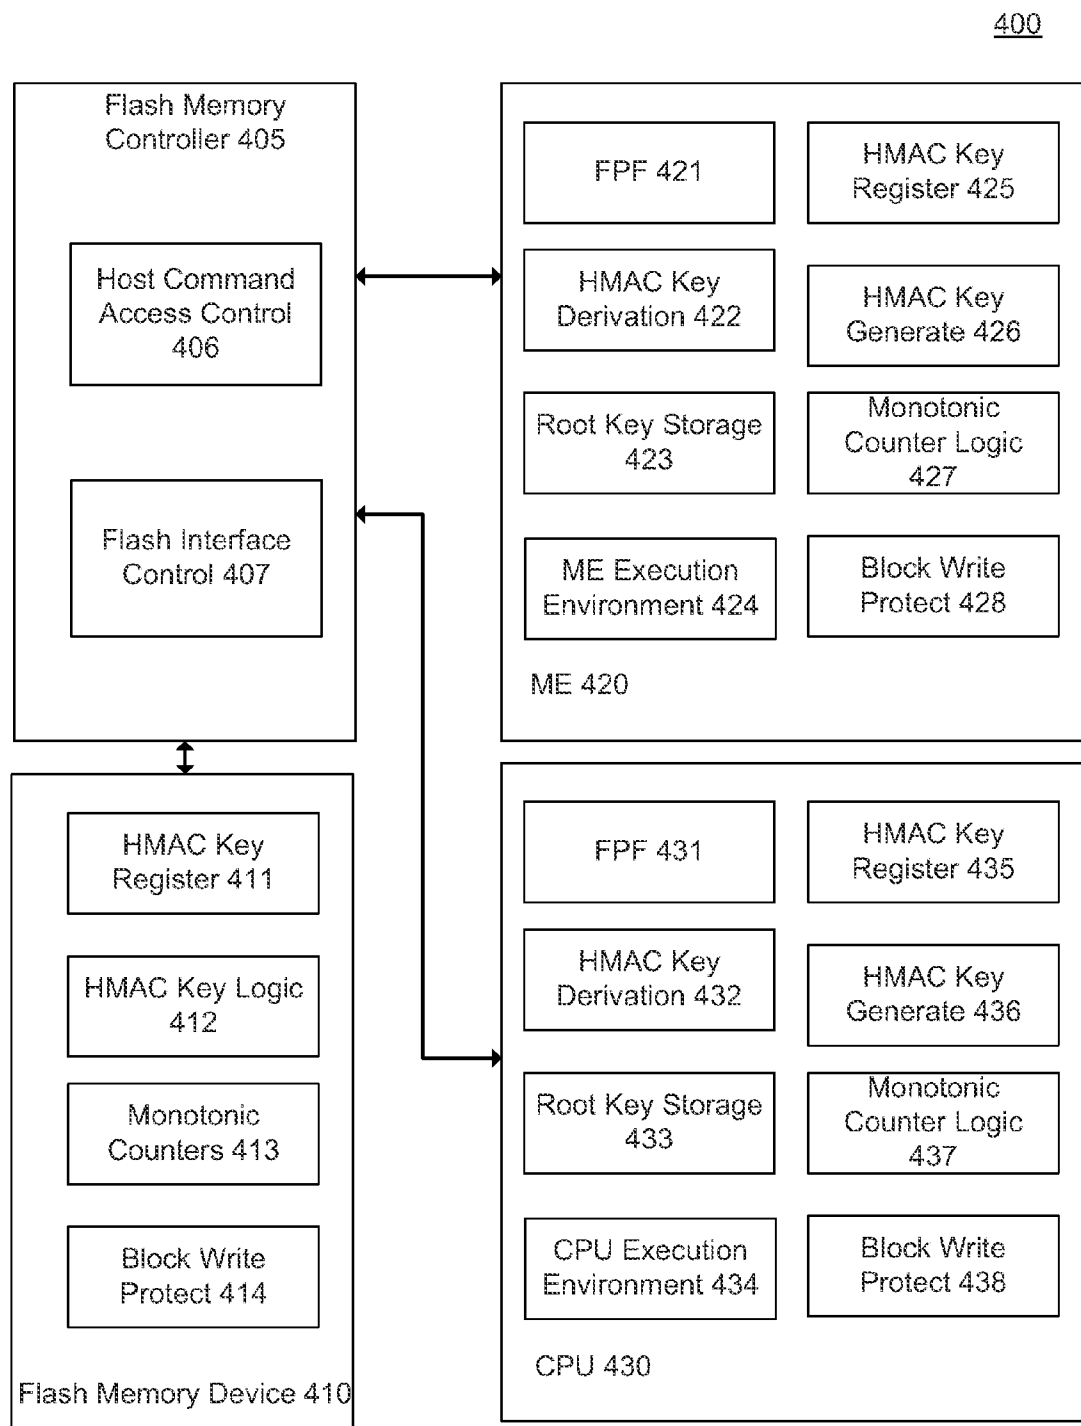 400
Flash Memory
Controller 405
Host Command
Access Control
406
Flash Interface
Control 407
FPF 421
HMAC Key
Register 425
HMAC Key
Derivation 422
HMAC Key
Generate 426
Root Key Storage
423
Monotonic
Counter Logic
427
ME Execution
Environment 424
Block Write
Protect 428
ME 420
HMAC Key
Register 411
HMAC Key Logic
412
Monotonic
Counters 413
Block Write
Protect 414
Flash Memory Device 410
FPF 431
HMAC Key
Register 435
HMAC Key
Derivation 432
HMAC Key
Generate 436
Root Key Storage
433
Monotonic
Counter Logic
437
CPU Execution
Environment 434
Block Write
Protect 438
CPU 430